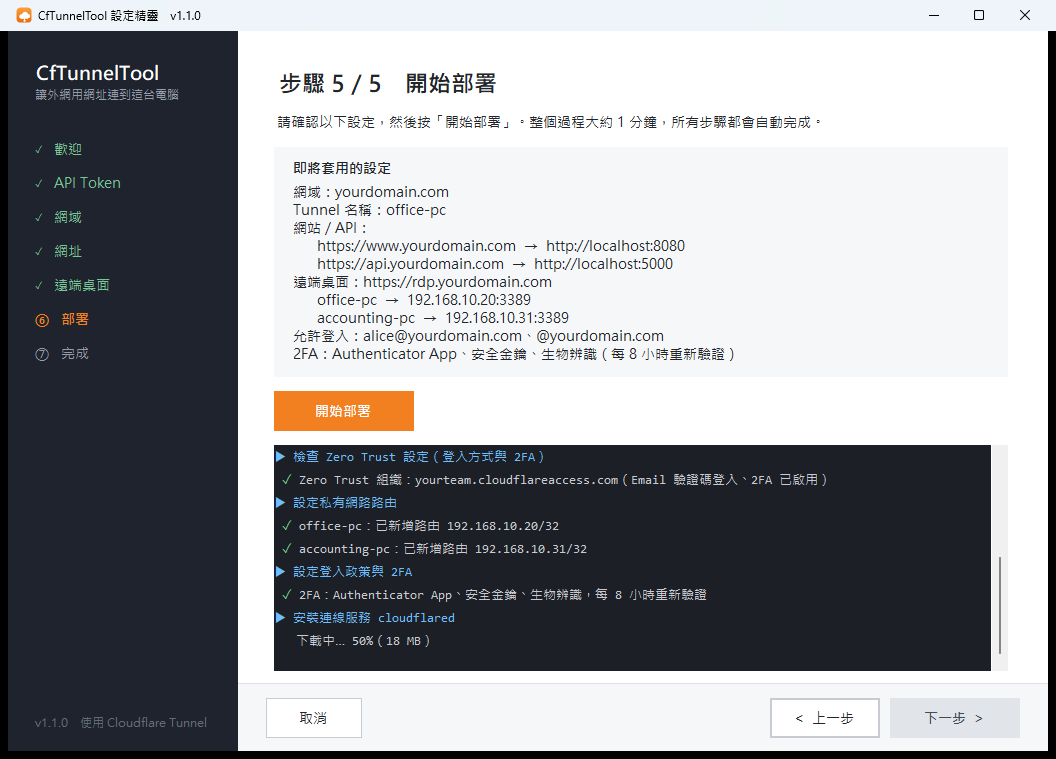 CfTunnelTool 設定精靈 v1.1.0
CfTunnelTool
讓外網用網址連到這台電腦
✓ 歡迎
✓ API Token
✓ 網域
✓ 網址
✓ 遠端桌面
⑥ 部署
⑦ 完成
v1.1.0 使用 Cloudflare Tunnel
步驟 5 / 5 開始部署
請確認以下設定，然後按「開始部署」。整個過程大約 1 分鐘，所有步驟都會自動完成。
即將套用的設定
網域：yourdomain.com
Tunnel 名稱：office-pc
網站 / API：
https://www.yourdomain.com → http://localhost:8080
https://api.yourdomain.com → http://localhost:5000
遠端桌面：https://rdp.yourdomain.com
office-pc → 192.168.10.20:3389
accounting-pc → 192.168.10.31:3389
允許登入：alice@yourdomain.com、@yourdomain.com
2FA：Authenticator App、安全金鑰、生物辨識（每 8 小時重新驗證）
開始部署
▶ 檢查 Zero Trust 設定（登入方式與 2FA）
✓ Zero Trust 組織：yourteam.cloudflareaccess.com（Email 驗證碼登入、2FA 已啟用）
▶ 設定私有網路路由
✓ office-pc：已新增路由 192.168.10.20/32
✓ accounting-pc：已新增路由 192.168.10.31/32
▶ 設定登入政策與 2FA
✓ 2FA：Authenticator App、安全金鑰、生物辨識，每 8 小時重新驗證
▶ 安裝連線服務 cloudflared
下載中… 50%（18 MB）
取消
< 上一步
下一步 >